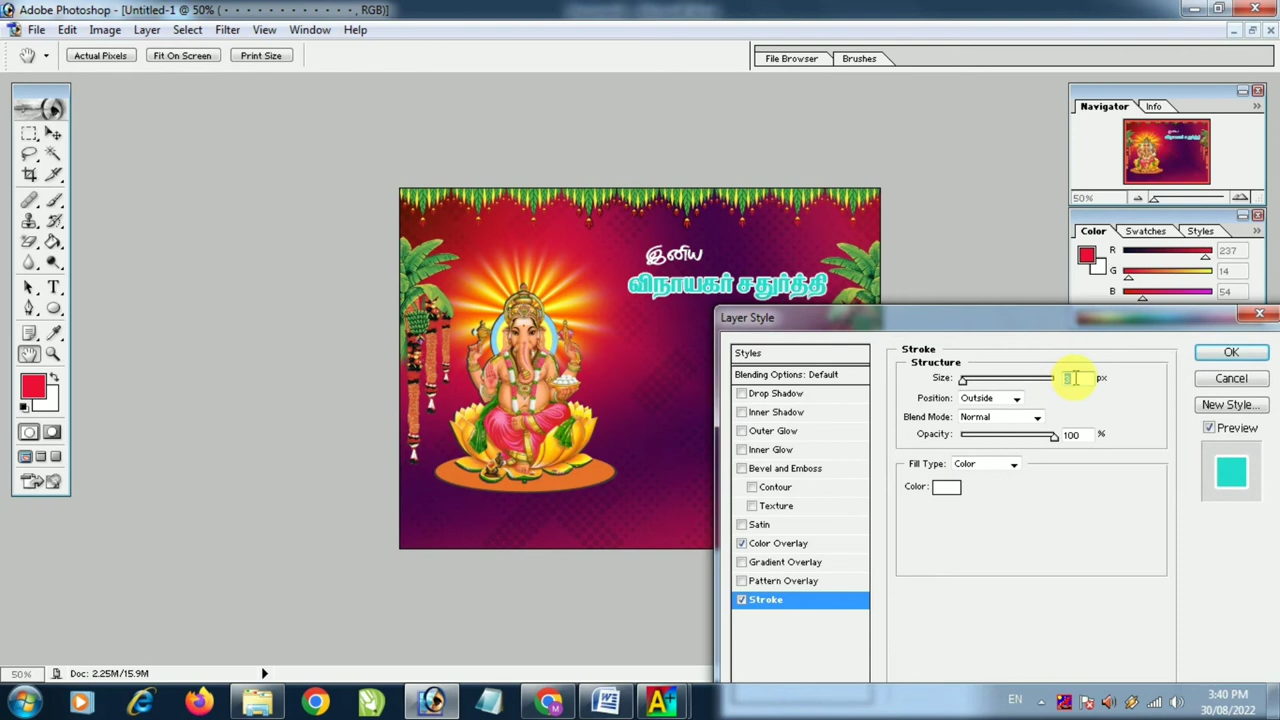 Adobe Photoshop - [Untitled-1 @ 50% (・・・・・・・・・・・, RGB)]
File Edit Image Layer Select Filter View Window Help
Actual Pixels Fit On Screen Print Size File Browser Brushes
Navigator Info
50%
Color Swatches Styles
R 237
G 14
B 54
இனிய
விநாயகர் சதுர்த்தி
Layer Style
Styles
Blending Options: Default
Drop Shadow
Inner Shadow
Outer Glow
Inner Glow
Bevel and Emboss
Contour
Texture
Satin
Color Overlay
Gradient Overlay
Pattern Overlay
Stroke
Stroke
Structure
Size: px
Position: Outside
Blend Mode: Normal
Opacity: 100 %
Fill Type: Color
Color:
OK
Cancel
New Style...
Preview
50% Doc: 2.25M/15.9M
EN
3:40 PM
30/08/2022